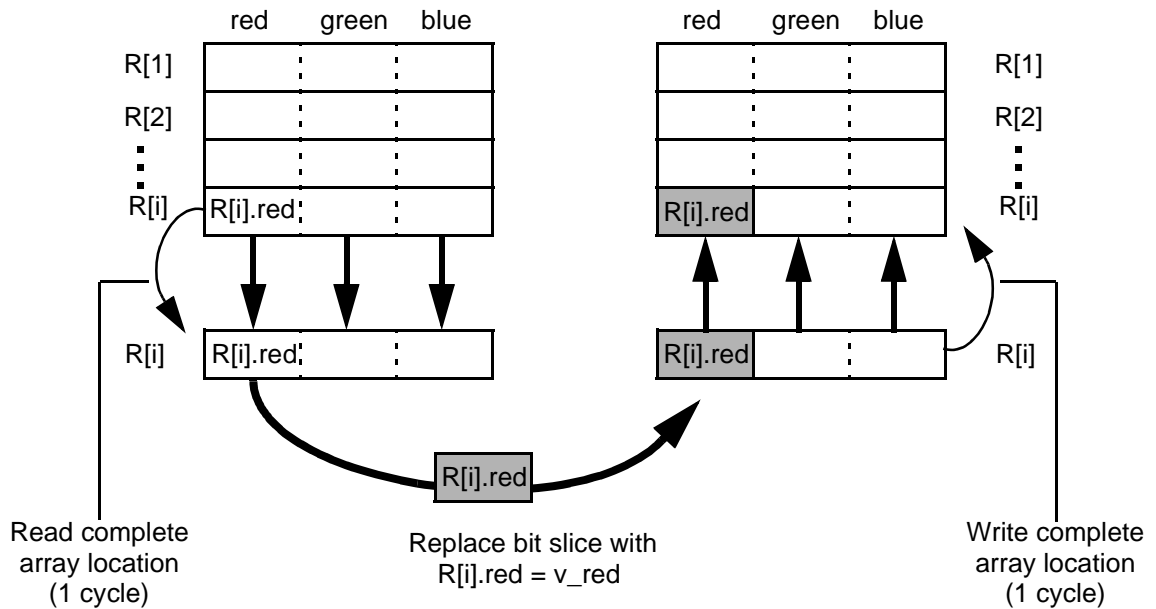 red green blue
red green blue
R[1]
R[1]
R[2]
R[2]
R[i]
R[i].red
R[i].red
R[i]
R[i]
R[i].red
R[i].red
R[i]
R[i].red
Read complete
array location
(1 cycle)
Replace bit slice with
R[i].red = v_red
Write complete
array location
(1 cycle)